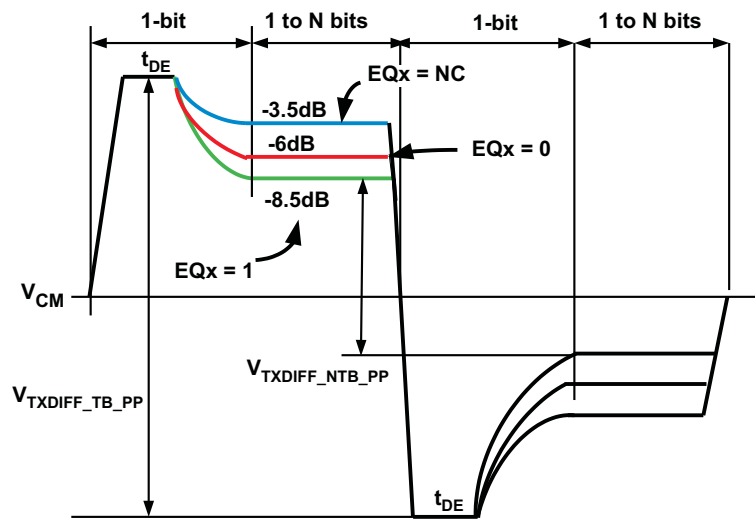 1-bit
1 to N bits
1-bit
1 to N bits
tDE
EQx = NC
-3.5dB
-6dB
EQx = 0
-8.5dB
EQx = 1
VCM
VTXDIFF_NTB_PP
VTXDIFF_TB_PP
tDE